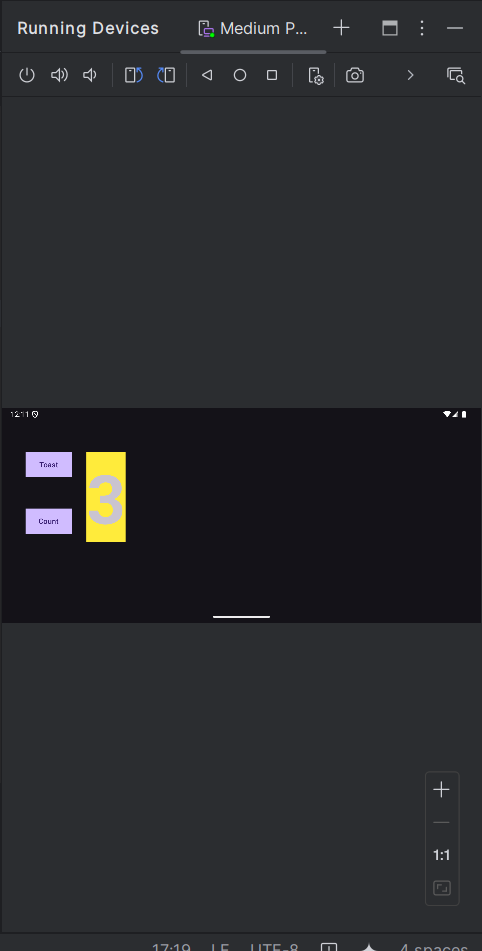 Running Devices Medium P...
12:11
Toast
3
Count
1:1
17:19 LF UTF-8 4 spaces